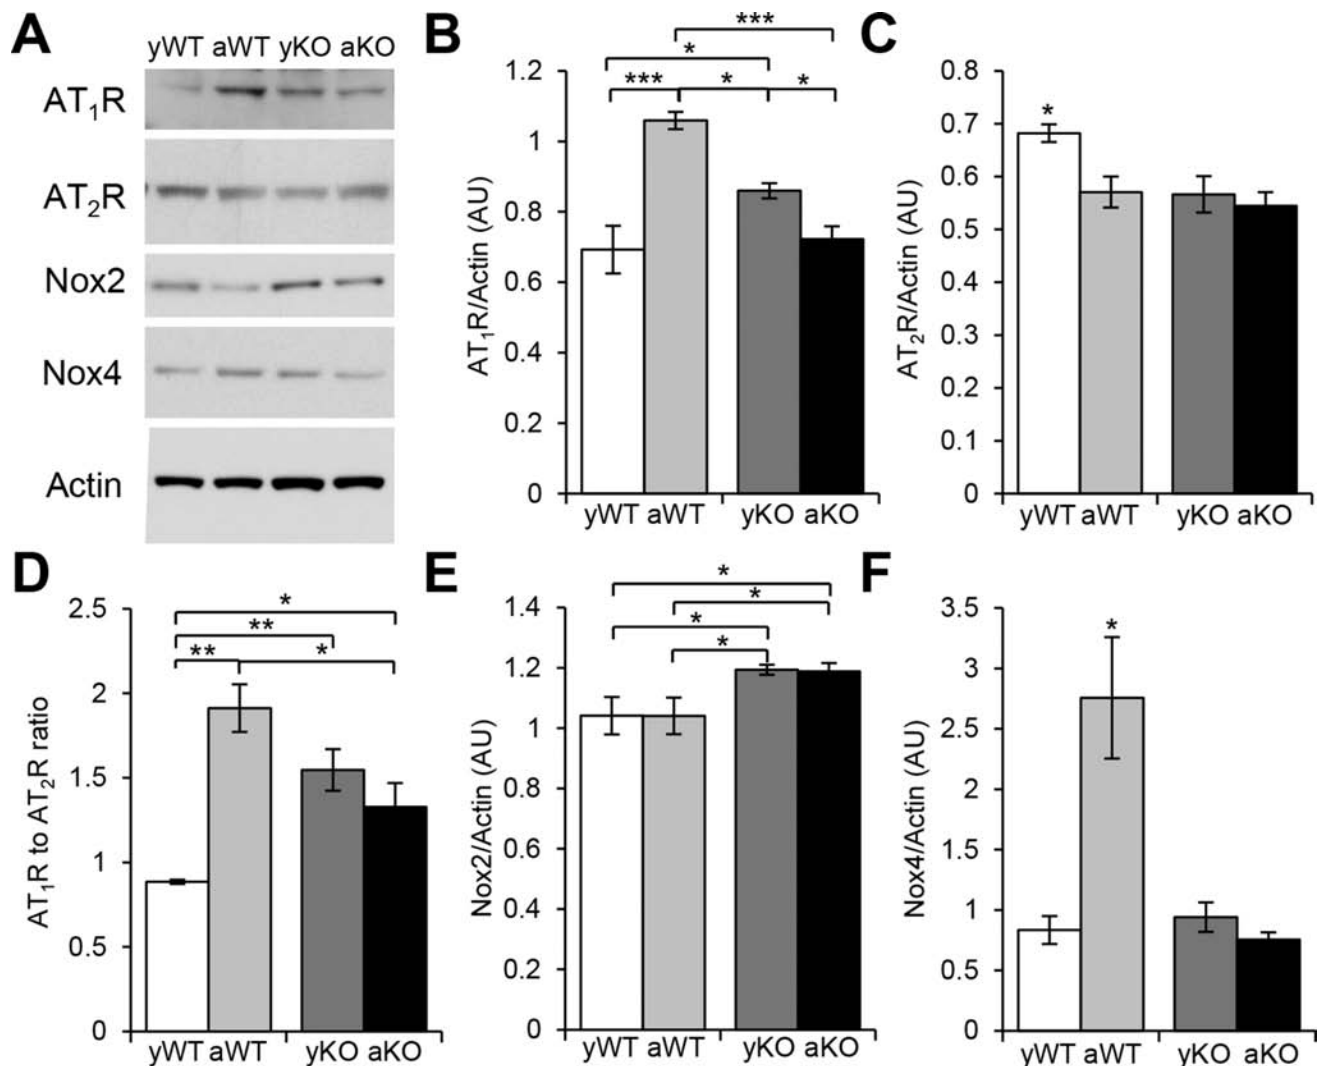 A
yWT aWT yKO aKO
AT₁R
AT₂R
Nox2
Nox4
Actin
B
***
*
*** * *
1.2
1
0.8
0.6
0.4
0.2
0
AT₁R/Actin (AU)
yWT aWT yKO aKO
C
*
0.8
0.7
0.6
0.5
0.4
0.3
0.2
0.1
0
AT₂R/Actin (AU)
yWT aWT yKO aKO
D
*
**
** *
2.5
2
1.5
1
0.5
0
AT₁R to AT₂R ratio
yWT aWT yKO aKO
E
*
*
*
*
1.4
1.2
1
0.8
0.6
0.4
0.2
0
Nox2/Actin (AU)
yWT aWT yKO aKO
F
*
3.5
3
2.5
2
1.5
1
0.5
0
Nox4/Actin (AU)
yWT aWT yKO aKO